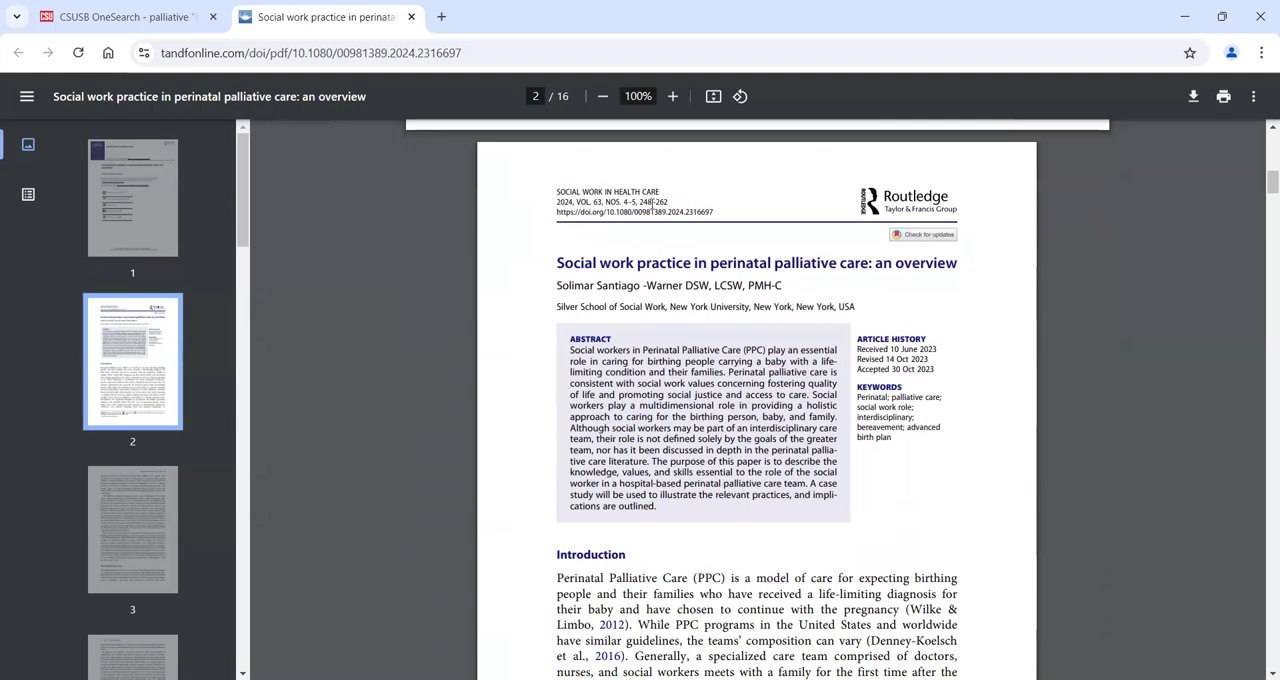 CSUSB OneSearch - palliative "s
Social work practice in perinata
tandfonline.com/doi/pdf/10.1080/00981389.2024.2316697
Social work practice in perinatal palliative care: an overview
2 / 16
100%
1
2
3
SOCIAL WORK IN HEALTH CARE
2024, VOL. 63, NOS. 4–5, 248–262
https://doi.org/10.1080/00981389.2024.2316697
Routledge
Taylor & Francis Group
ROUTLEDGE
Check for updates
Social work practice in perinatal palliative care: an overview
Solimar Santiago -Warner DSW, LCSW, PMH-C
Silver School of Social Work, New York University, New York, New York, USA
ABSTRACT
Social workers in Perinatal Palliative Care (PPC) play an essential
role in caring for birthing people carrying a baby with a life-
limiting condition and their families. Perinatal palliative care is
consistent with social work values concerning fostering quality
of life and promoting social justice and access to care. Social
workers play a multidimensional role in providing a holistic
approach to caring for the birthing person, baby, and family.
Although social workers may be part of an interdisciplinary care
team, their role is not defined solely by the goals of the greater
team, nor has it been discussed in depth in the perinatal pallia-
tive care literature. The purpose of this paper is to describe the
knowledge, values, and skills essential to the role of the social
worker in a hospital-based perinatal palliative care team. A case
study will be used to illustrate the relevant practices, and impli-
cations are outlined.
ARTICLE HISTORY
Received 10 June 2023
Revised 14 Oct 2023
Accepted 30 Oct 2023
KEYWORDS
Perinatal; palliative care;
social work role;
interdisciplinary;
bereavement; advanced
birth plan
Introduction
Perinatal Palliative Care (PPC) is a model of care for expecting birthing
people and their families who have received a life-limiting diagnosis for
their baby and have chosen to continue with the pregnancy (Wilke &
Limbo, 2012). While PPC programs in the United States and worldwide
have similar guidelines, the teams' composition can vary (Denney-Koelsch
et al., 2016). Generally, a specialized care team comprised of doctors,
nurses, and social workers meets with a family for the first time after the